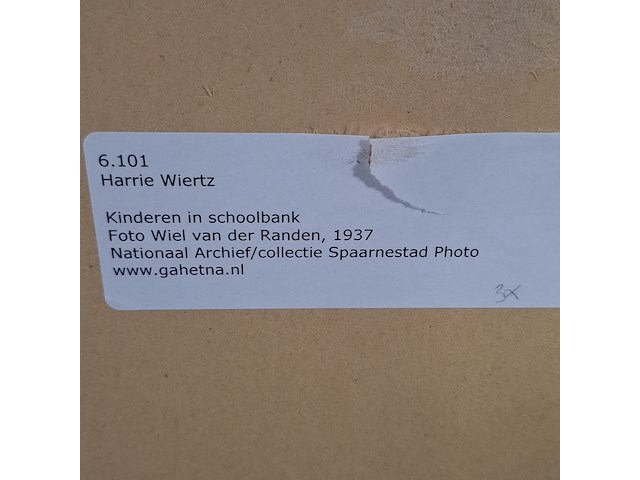 6.101
Harrie Wiertz
Kinderen in schoolbank
Foto Wiel van der Randen, 1937
Nationaal Archief/collectie Spaarnestad Photo
www.gahetna.nl
3x